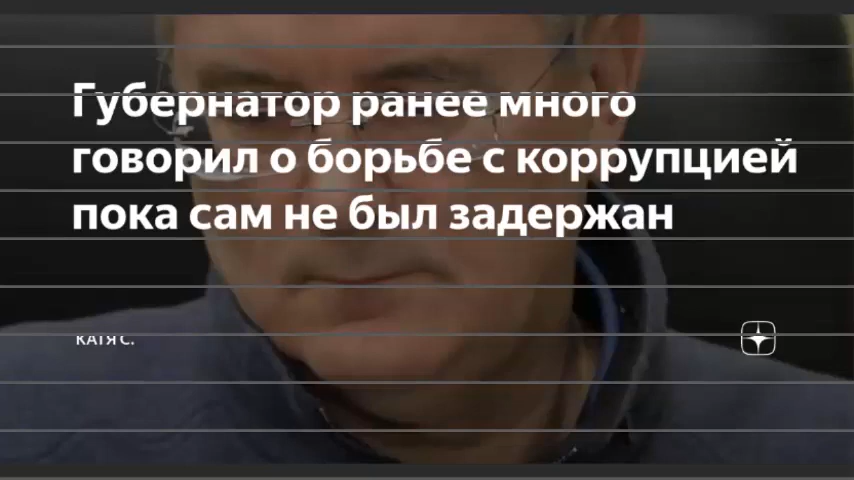 Губернатор ранее много
говорил о борьбе с коррупцией
пока сам не был задержан
КАТЯ С.